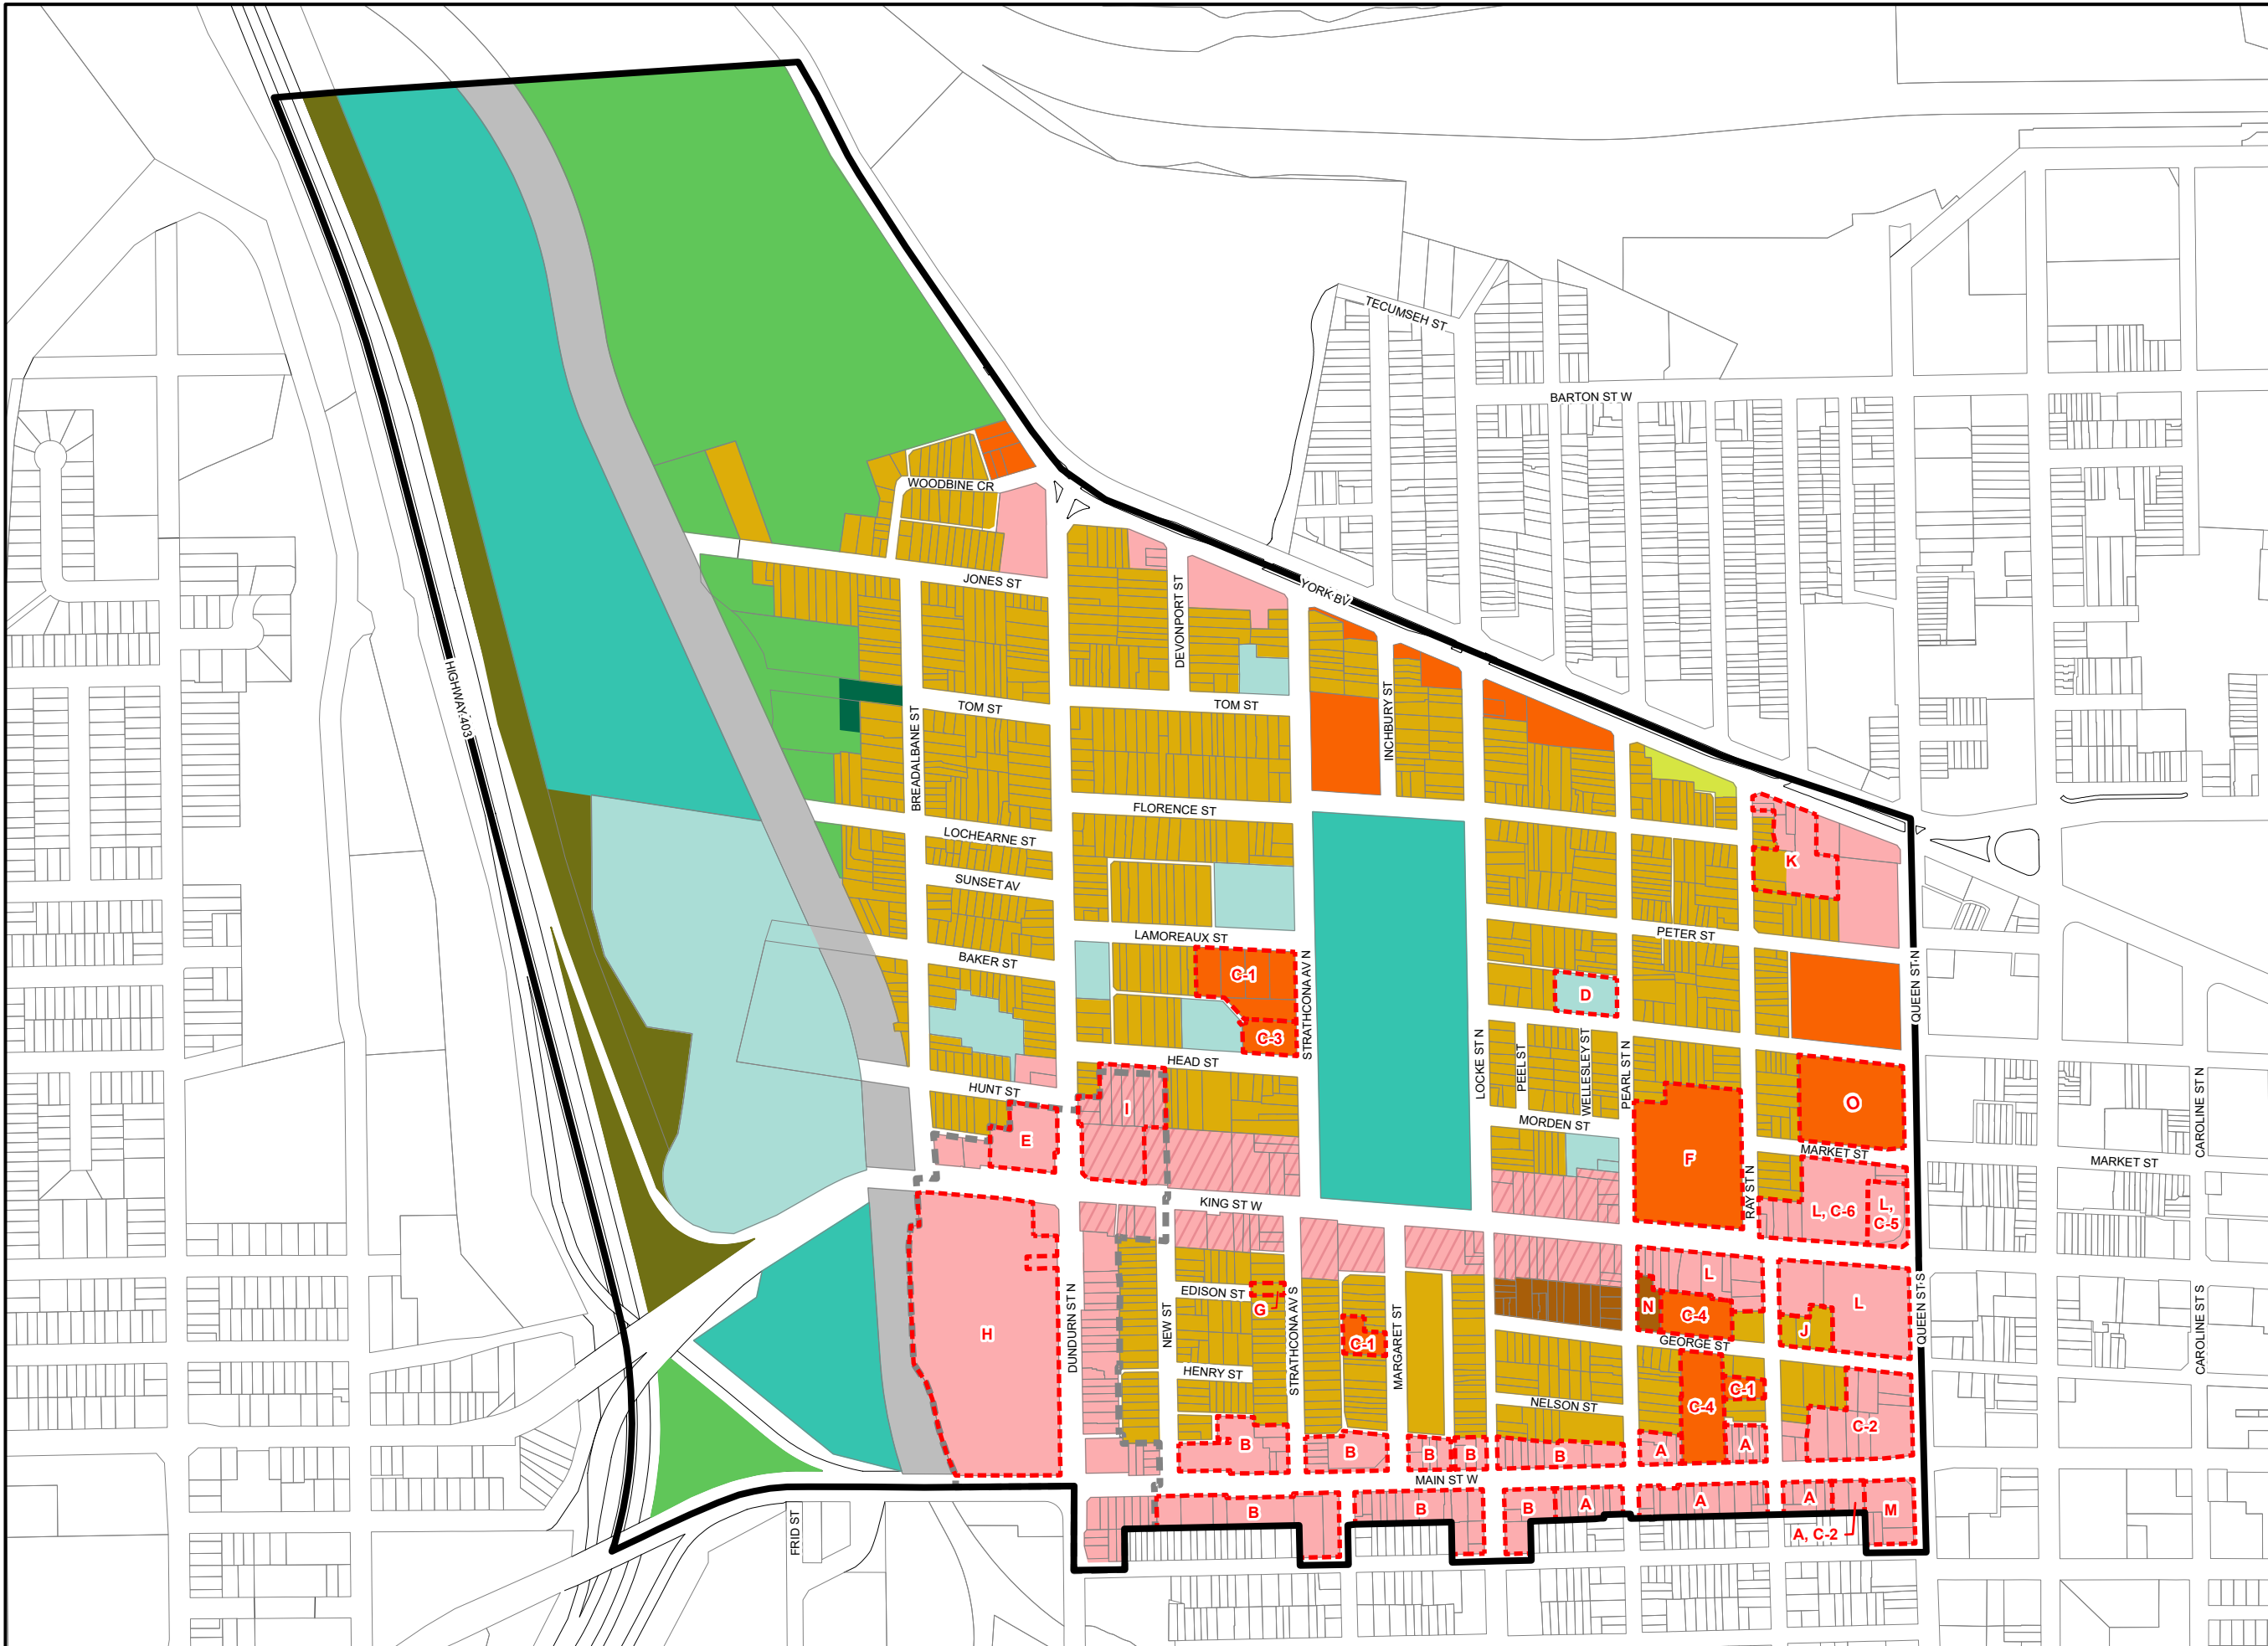 TECUMSEH ST
BARTON ST W
WOODBINE CR
JONES ST
DEVONPORT ST
YORK BV
HIGHWAY 403
BREADALBANE ST
TOM ST
TOM ST
INCHBURY ST
FLORENCE ST
LOCHEARNE ST
SUNSET AV
K
LAMOREAUX ST
PETER ST
BAKER ST
C-1
STRATHCONA AV N
D
QUEEN ST N
C-3
HEAD ST
LOCKE ST N
PEEL ST
WELLESLEY ST
PEARL ST N
HUNT ST
I
O
CAROLINE ST N
E
MORDEN ST
F
MARKET ST
MARKET ST
RAY ST N
KING ST W
L, C-6
L,
C-5
H
DUNDURN ST N
NEW ST
EDISON ST
G
STRATHCONA AV S
L
N
C-4
L
J
QUEEN ST S
CAROLINE ST S
C-1
MARGARET ST
GEORGE ST
HENRY ST
C-1
C-4
NELSON ST
C-2
B
B
B
B
B
A
A
MAIN ST W
FRID ST
B
B
B
A
A
A
M
A, C-2